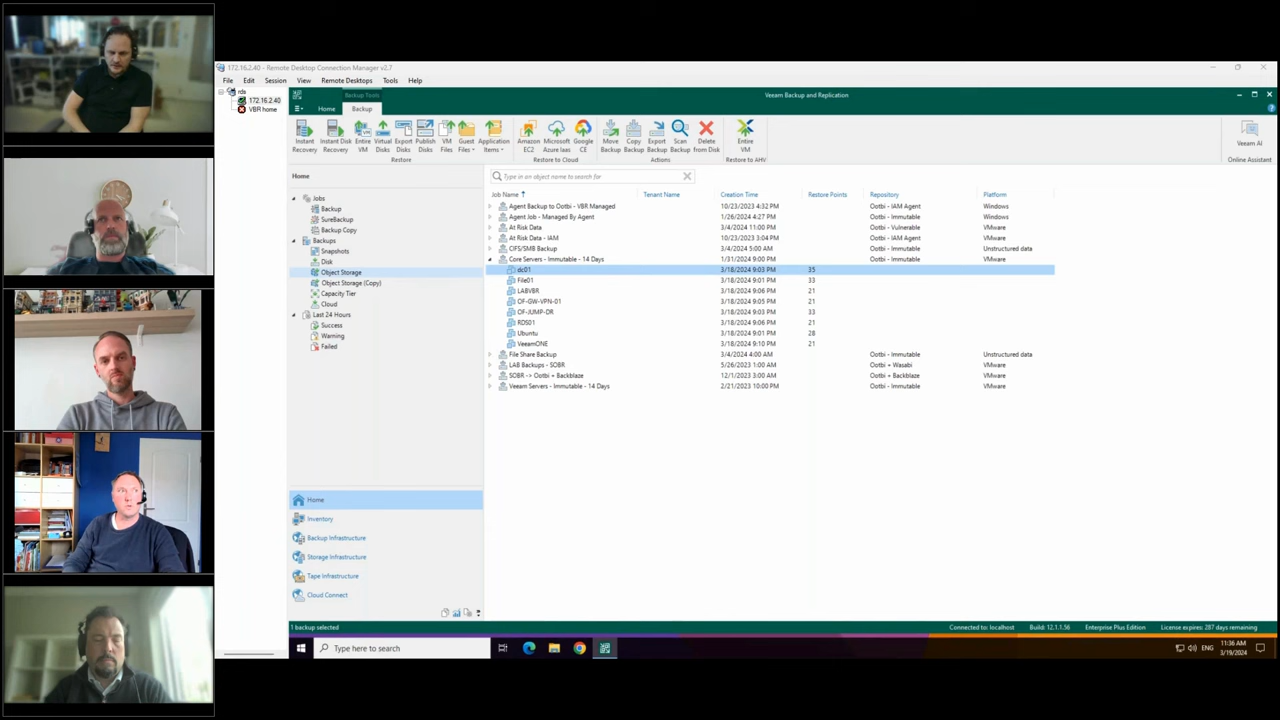 172.16.2.40 - Remote Desktop Connection Manager v2.7
File Edit Session View Remote Desktops Tools Help
rds
172.16.2.40
VBR home
Backup Tools
Veeam Backup and Replication
Home Backup
Instant Recovery
Instant Disk Recovery
Entire VM
Virtual Disks
Export Disks
Publish Disks
VM Files
Guest Files
Application Items
Amazon EC2
Microsoft Azure IaaS
Google CE
Move Backup
Copy Backup
Export Backup
Scan Backup
Delete from Disk
Entire VM
Veeam AI
Restore
Restore to Cloud
Actions
Restore to AHV
Online Assistant
Home
Type in an object name to search for
Jobs
Backup
SureBackup
Backup Copy
Backups
Snapshots
Disk
Object Storage
Object Storage (Copy)
Capacity Tier
Cloud
Last 24 Hours
Success
Warning
Failed
Job Name Tenant Name Creation Time Restore Points Repository Platform
Agent Backup to Ootbi - VBR Managed 10/23/2023 4:32 PM Ootbi - IAM Agent Windows
Agent Job - Managed By Agent 1/26/2024 4:27 PM Ootbi - Immutable Windows
At Risk Data 3/4/2024 11:00 PM Ootbi - Vulnerable VMware
At Risk Data - IAM 10/23/2023 3:04 PM Ootbi - IAM Agent VMware
CIFS/SMB Backup 3/4/2024 5:00 AM Ootbi - Immutable Unstructured data
Core Servers - Immutable - 14 Days 1/31/2024 9:00 PM Ootbi - Immutable VMware
dc01 3/18/2024 9:03 PM 35
File01 3/18/2024 9:01 PM 33
LABVBR 3/18/2024 9:06 PM 21
OF-GW-VPN-01 3/18/2024 9:05 PM 21
OF-JUMP-DR 3/18/2024 9:03 PM 33
RDS01 3/18/2024 9:06 PM 21
Ubuntu 3/18/2024 9:01 PM 28
VeeamONE 3/18/2024 9:10 PM 21
File Share Backup 3/4/2024 4:00 AM Ootbi - Immutable Unstructured data
LAB Backups - SOBR 5/26/2023 1:00 AM Ootbi + Wasabi VMware
SOBR -> Ootbi + Backblaze 12/1/2023 3:00 AM Ootbi + Backblaze VMware
Veeam Servers - Immutable - 14 Days 2/21/2023 10:00 PM Ootbi - Immutable VMware
Home
Inventory
Backup Infrastructure
Storage Infrastructure
Tape Infrastructure
Cloud Connect
1 backup selected
Connected to: localhost Build: 12.1.1.56 Enterprise Plus Edition License expires: 287 days remaining
Type here to search
ENG
11:36 AM
3/19/2024